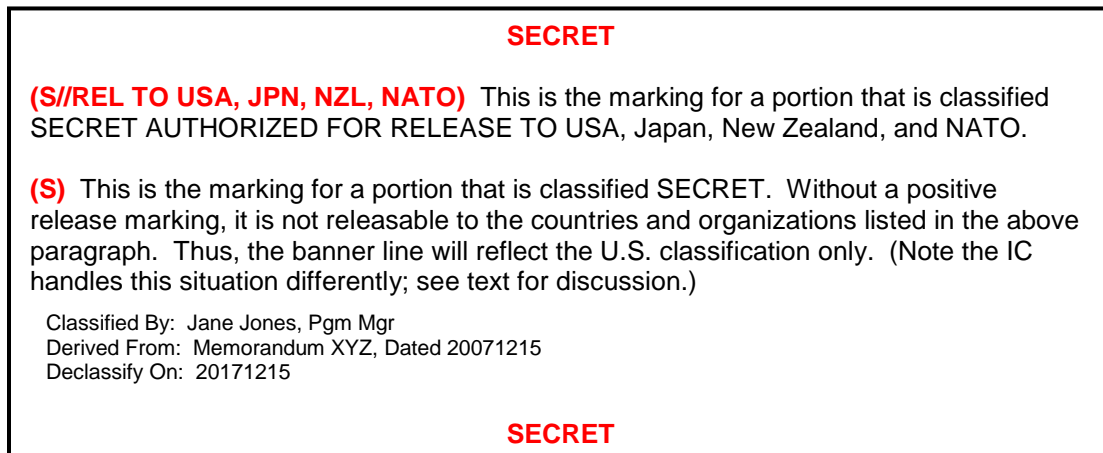 SECRET
(S//REL TO USA, JPN, NZL, NATO) This is the marking for a portion that is classified
SECRET AUTHORIZED FOR RELEASE TO USA, Japan, New Zealand, and NATO.
(S) This is the marking for a portion that is classified SECRET. Without a positive
release marking, it is not releasable to the countries and organizations listed in the above
paragraph. Thus, the banner line will reflect the U.S. classification only. (Note the IC
handles this situation differently; see text for discussion.)
Classified By: Jane Jones, Pgm Mgr
Derived From: Memorandum XYZ, Dated 20071215
Declassify On: 20171215
SECRET